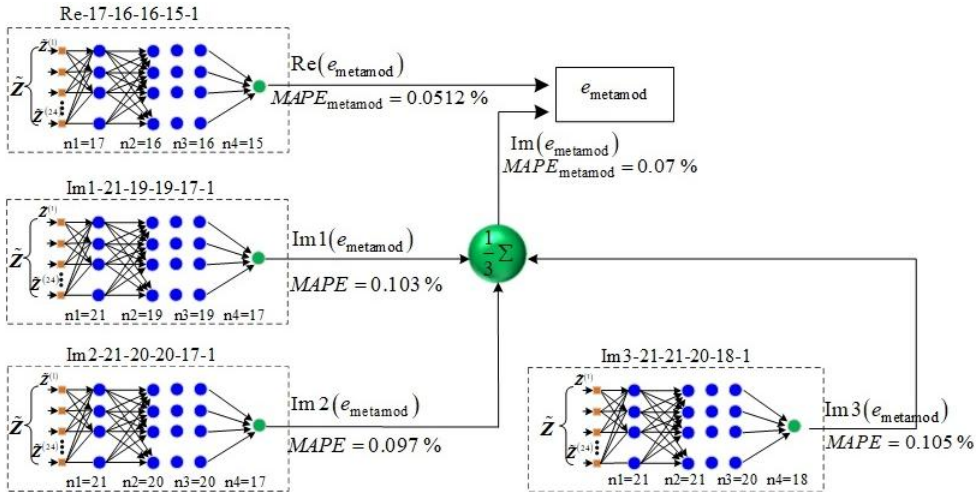 Re-17-16-16-15-1
Z̃
z̃⁽¹⁾
z̃⁽²⁴⁾
n1=17 n2=16 n3=16 n4=15
Re(e_metamod)
MAPE_metamod = 0.0512 %
e_metamod
Im(e_metamod)
MAPE_metamod = 0.07 %
Im1-21-19-19-17-1
Z̃
z̃⁽¹⁾
z̃⁽²⁴⁾
n1=21 n2=19 n3=19 n4=17
Im1(e_metamod)
MAPE = 0.103 %
1/3 Σ
Im2-21-20-20-17-1
Z̃
z̃⁽¹⁾
z̃⁽²⁴⁾
n1=21 n2=20 n3=20 n4=17
Im2(e_metamod)
MAPE = 0.097 %
Im3-21-21-20-18-1
Z̃
z̃⁽¹⁾
z̃⁽²⁴⁾
n1=21 n2=21 n3=20 n4=18
Im3(e_metamod)
MAPE = 0.105 %